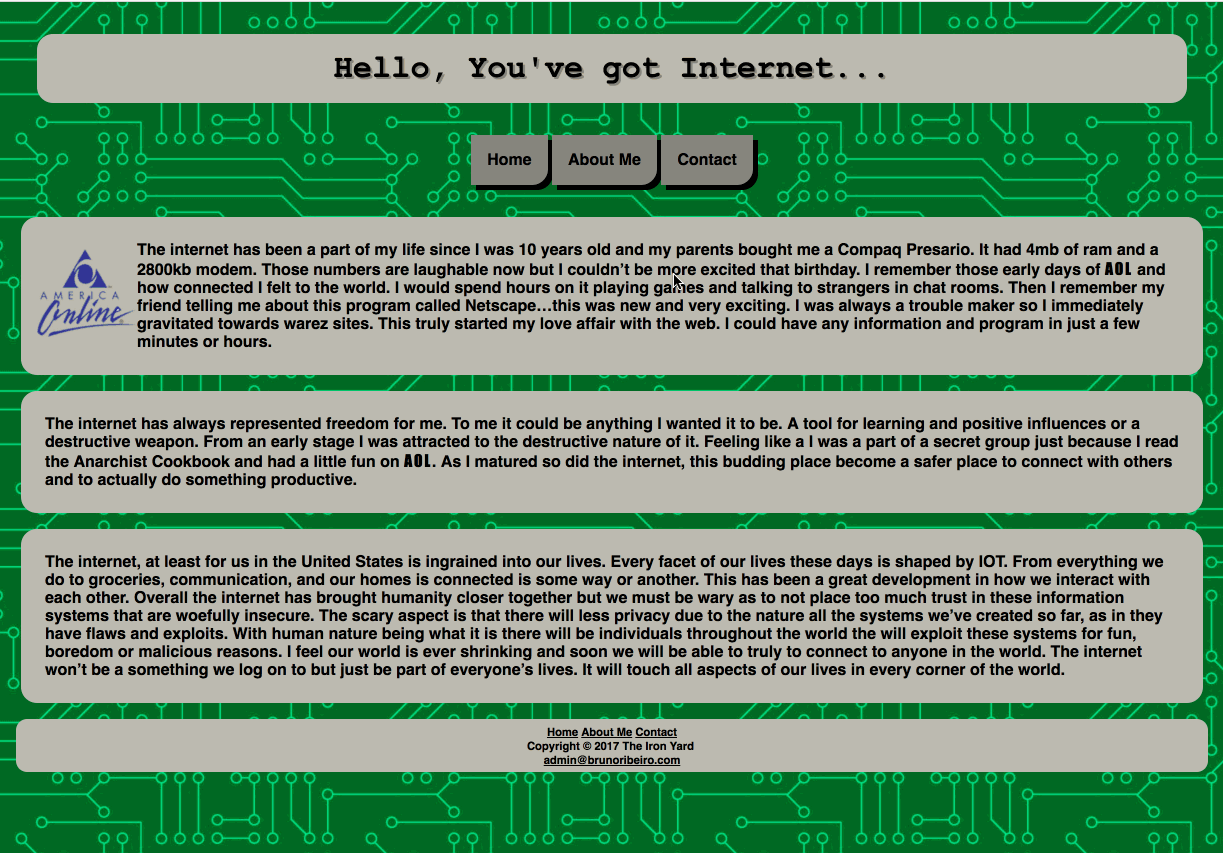 Hello, You've got Internet...
Home About Me Contact
The internet has been a part of my life since I was 10 years old and my parents bought me a Compaq Presario. It had 4mb of ram and a
2800kb modem. Those numbers are laughable now but I couldn’t be more excited that birthday. I remember those early days of AOL and
how connected I felt to the world. I would spend hours on it playing games and talking to strangers in chat rooms. Then I remember my
friend telling me about this program called Netscape…this was new and very exciting. I was always a trouble maker so I immediately
gravitated towards warez sites. This truly started my love affair with the web. I could have any information and program in just a few
minutes or hours.
AMERICA
Online
The internet has always represented freedom for me. To me it could be anything I wanted it to be. A tool for learning and positive influences or a
destructive weapon. From an early stage I was attracted to the destructive nature of it. Feeling like a I was a part of a secret group just because I read
the Anarchist Cookbook and had a little fun on AOL. As I matured so did the internet, this budding place become a safer place to connect with others
and to actually do something productive.
The internet, at least for us in the United States is ingrained into our lives. Every facet of our lives these days is shaped by IOT. From everything we
do to groceries, communication, and our homes is connected is some way or another. This has been a great development in how we interact with
each other. Overall the internet has brought humanity closer together but we must be wary as to not place too much trust in these information
systems that are woefully insecure. The scary aspect is that there will less privacy due to the nature all the systems we’ve created so far, as in they
have flaws and exploits. With human nature being what it is there will be individuals throughout the world the will exploit these systems for fun,
boredom or malicious reasons. I feel our world is ever shrinking and soon we will be able to truly to connect to anyone in the world. The internet
won’t be a something we log on to but just be part of everyone’s lives. It will touch all aspects of our lives in every corner of the world.
Home About Me Contact
Copyright © 2017 The Iron Yard
admin@brunoribeiro.com